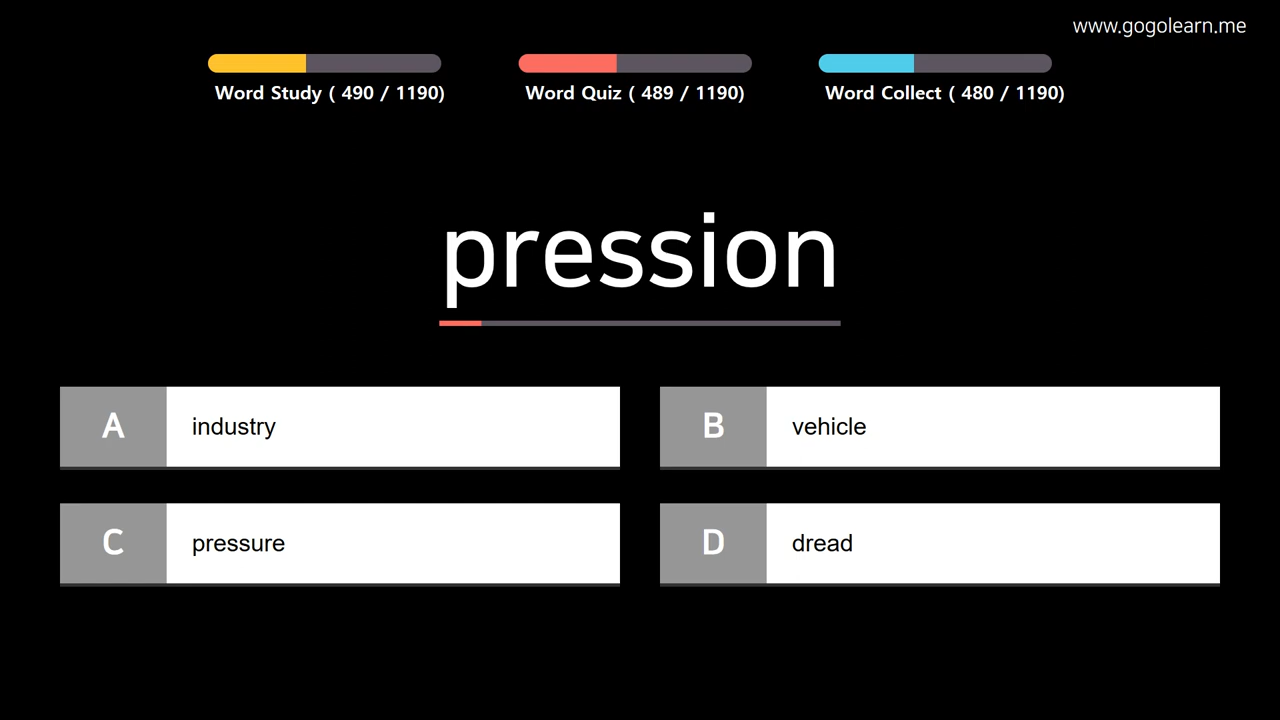 www.gogolearn.me
Word Study ( 490 / 1190)
Word Quiz ( 489 / 1190)
Word Collect ( 480 / 1190)
pression
A industry
B vehicle
C pressure
D dread